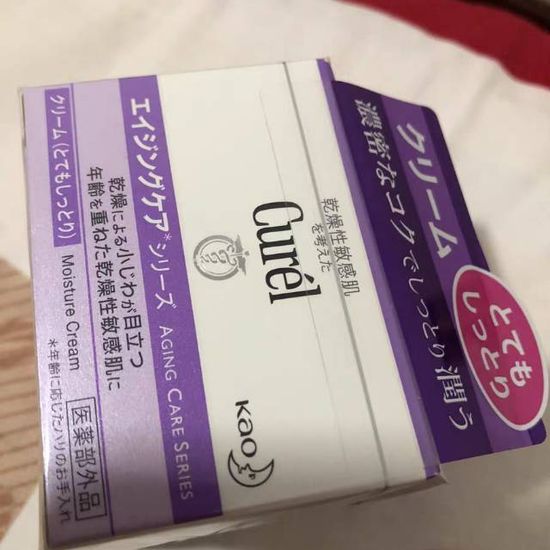 クリーム
濃密なコクでしっとり潤う
とても
しっとり
乾燥性敏感肌
を考えた
Curél
Kao
エイジングケア*シリーズ AGING CARE SERIES
乾燥による小じわが目立つ
年齢を重ねた乾燥性敏感肌に
クリーム(とてもしっとり) Moisture Cream 医薬部外品
*年齢に応じたハリのお手入れ